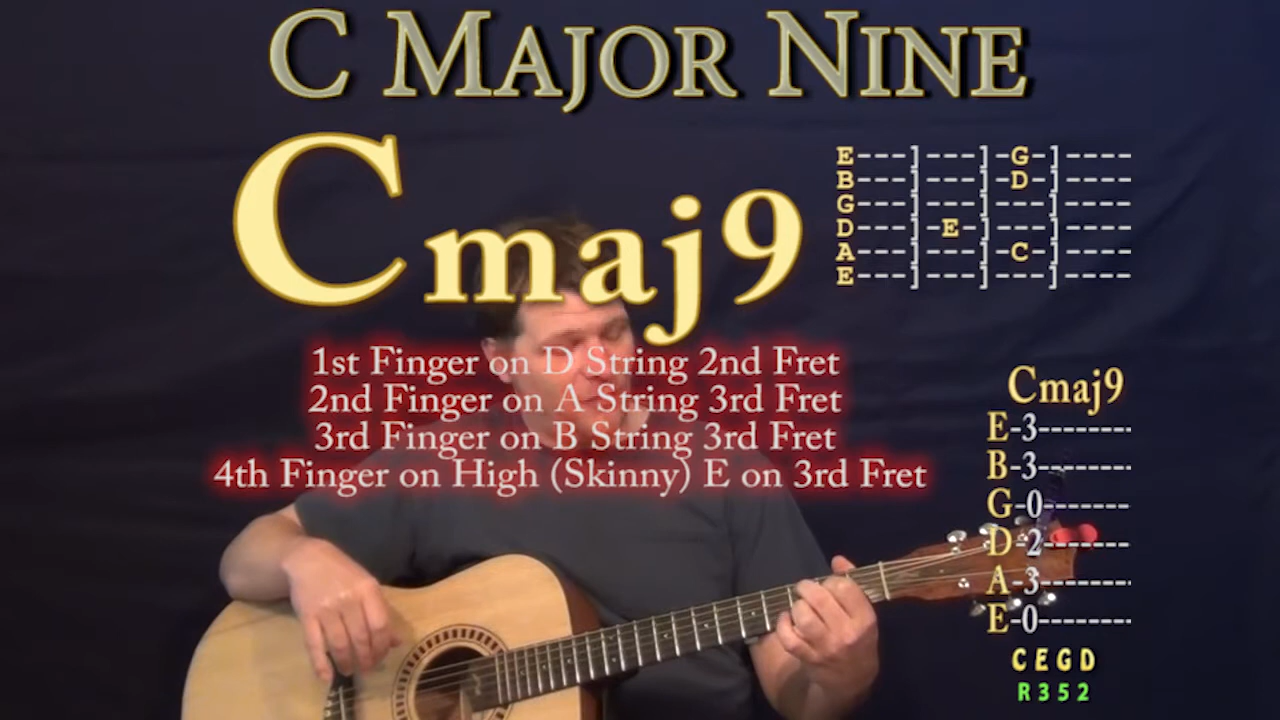 C Major Nine
Cmaj9
E---]---]-G-]----
B---]---]-D-]----
G---]---]---]----
D---]-E-]---]----
A---]---]-C-]----
E---]---]---]----
1st Finger on D String 2nd Fret
2nd Finger on A String 3rd Fret
3rd Finger on B String 3rd Fret
4th Finger on High (Skinny) E on 3rd Fret
Cmaj9
E-3--------
B-3--------
G-0--------
D-2--------
A-3--------
E-0--------
C E G D
R 3 5 2